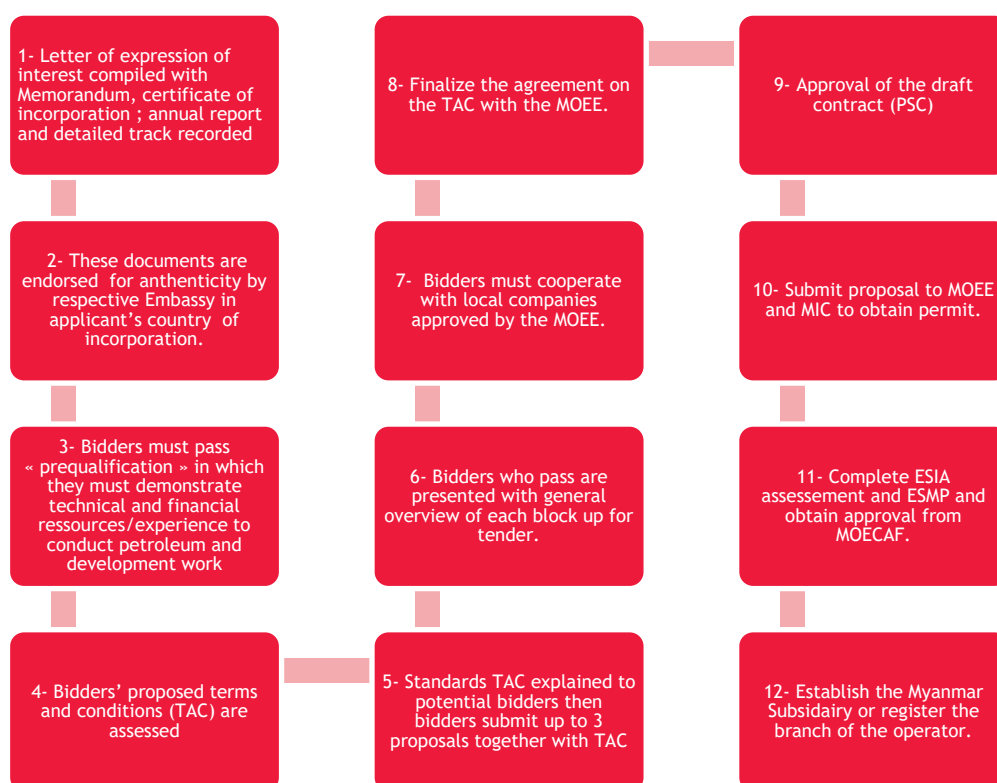 1- Letter of expression of
interest compiled with
Memorandum, certificate of
incorporation ; annual report
and detailed track recorded
2- These documents are
endorsed for anthenticity by
respective Embassy in
applicant's country of
incorporation.
3- Bidders must pass
« prequalification » in which
they must demonstrate
technical and financial
ressources/experience to
conduct petroleum and
development work
4- Bidders' proposed terms
and conditions (TAC) are
assessed
5- Standards TAC explained to
potential bidders then
bidders submit up to 3
proposals together with TAC
6- Bidders who pass are
presented with general
overview of each block up for
tender.
7- Bidders must cooperate
with local companies
approved by the MOEE.
8- Finalize the agreement on
the TAC with the MOEE.
9- Approval of the draft
contract (PSC)
10- Submit proposal to MOEE
and MIC to obtain permit.
11- Complete ESIA
assessement and ESMP and
obtain approval from
MOECAF.
12- Establish the Myanmar
Subsidairy or register the
branch of the operator.